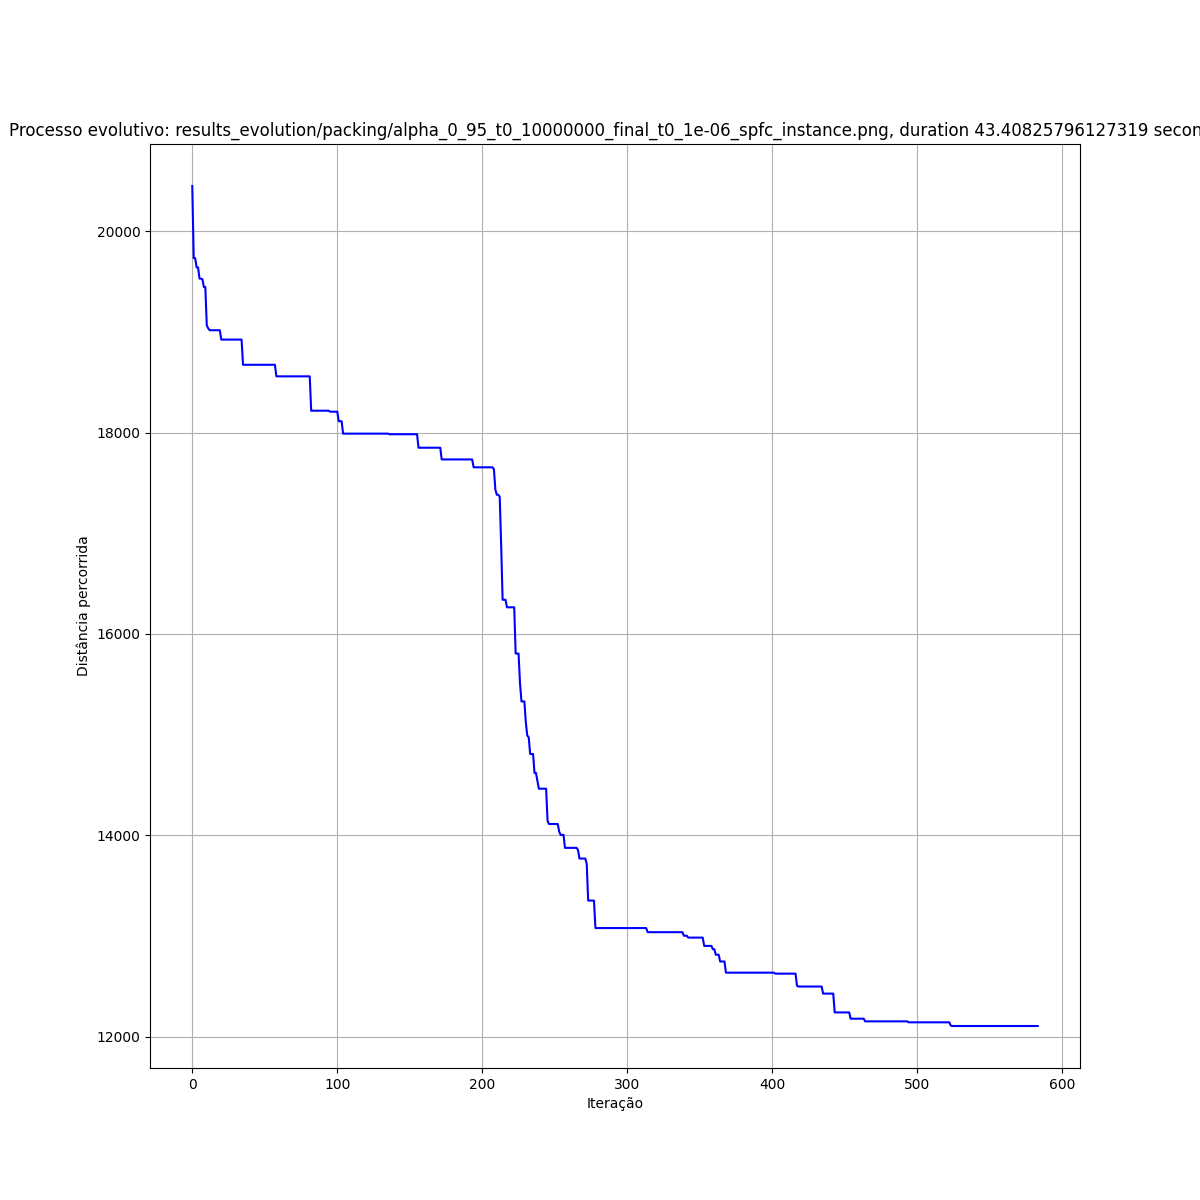 Processo evolutivo: results_evolution/packing/alpha_0_95_t0_10000000_final_t0_1e-06_spfc_instance.png, duration 43.40825796127319 secon
20000
18000
16000
14000
12000
Distância percorrida
0 100 200 300 400 500 600
Iteração